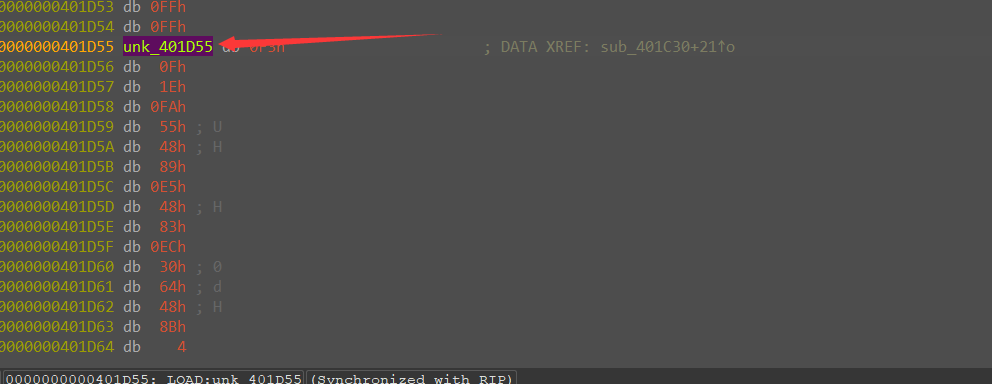 0000000401D53 db 0FFh
0000000401D54 db 0FFh
0000000401D55 unk_401D55 db 0F3h ; DATA XREF: sub_401C30+21↑o
0000000401D56 db 0Fh
0000000401D57 db 1Eh
0000000401D58 db 0FAh
0000000401D59 db 55h ; U
0000000401D5A db 48h ; H
0000000401D5B db 89h
0000000401D5C db 0E5h
0000000401D5D db 48h ; H
0000000401D5E db 83h
0000000401D5F db 0ECh
0000000401D60 db 30h ; 0
0000000401D61 db 64h ; d
0000000401D62 db 48h ; H
0000000401D63 db 8Bh
0000000401D64 db 4
0000000000401D55: LOAD:unk_401D55 (Synchronized with RIP)